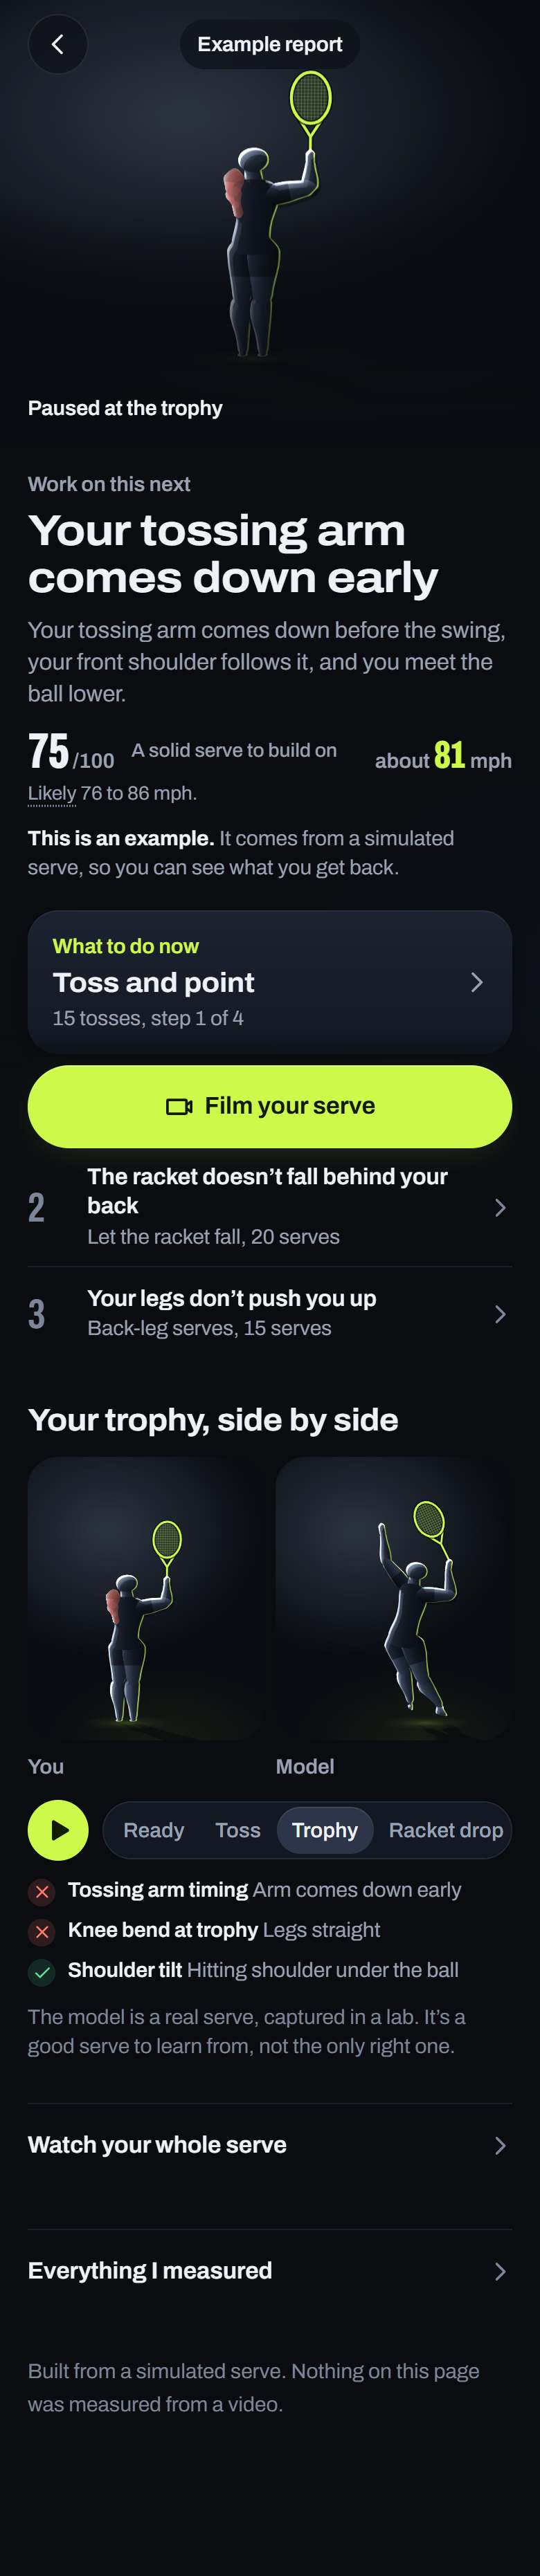 Example report
Paused at the trophy
Work on this next
Your tossing arm
comes down early
Your tossing arm comes down before the swing,
your front shoulder follows it, and you meet the
ball lower.
75/100 A solid serve to build on about 81 mph
Likely 76 to 86 mph.
This is an example. It comes from a simulated
serve, so you can see what you get back.
What to do now
Toss and point
15 tosses, step 1 of 4
Film your serve
2
The racket doesn’t fall behind your
back
Let the racket fall, 20 serves
3
Your legs don’t push you up
Back-leg serves, 15 serves
Your trophy, side by side
You Model
Ready Toss Trophy Racket drop
Tossing arm timing Arm comes down early
Knee bend at trophy Legs straight
Shoulder tilt Hitting shoulder under the ball
The model is a real serve, captured in a lab. It’s a
good serve to learn from, not the only right one.
Watch your whole serve
Everything I measured
Built from a simulated serve. Nothing on this page
was measured from a video.